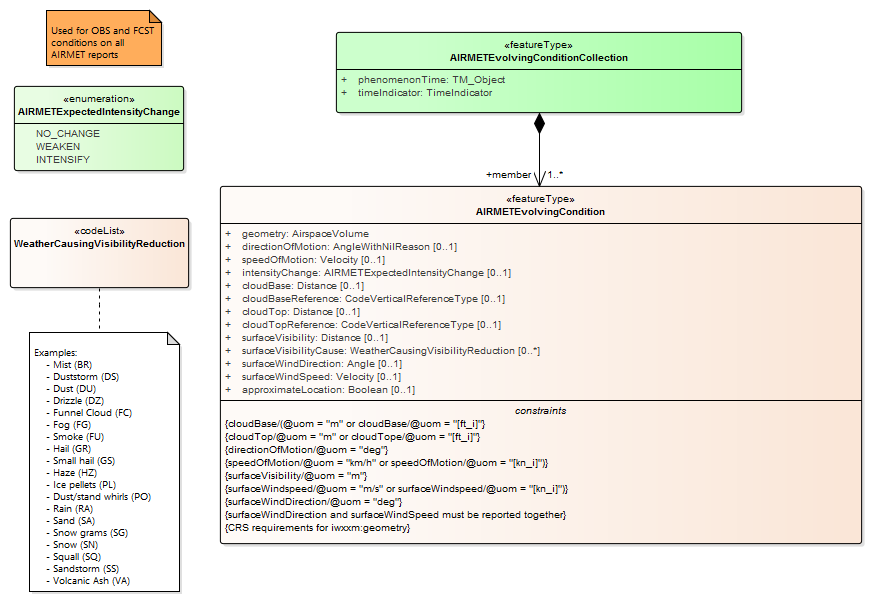 Used for OBS and FCST
conditions on all
AIRMET reports
«enumeration»
AIRMETExpectedIntensityChange
NO_CHANGE
WEAKEN
INTENSIFY
«codeList»
WeatherCausingVisibilityReduction
Examples:
- Mist (BR)
- Duststorm (DS)
- Dust (DU)
- Drizzle (DZ)
- Funnel Cloud (FC)
- Fog (FG)
- Smoke (FU)
- Hail (GR)
- Small hail (GS)
- Haze (HZ)
- Ice pellets (PL)
- Dust/stand whirls (PO)
- Rain (RA)
- Sand (SA)
- Snow grams (SG)
- Snow (SN)
- Squall (SQ)
- Sandstorm (SS)
- Volcanic Ash (VA)
«featureType»
AIRMETEvolvingConditionCollection
+ phenomenonTime: TM_Object
+ timeIndicator: TimeIndicator
+member 1..*
«featureType»
AIRMETEvolvingCondition
+ geometry: AirspaceVolume
+ directionOfMotion: AngleWithNilReason [0..1]
+ speedOfMotion: Velocity [0..1]
+ intensityChange: AIRMETExpectedIntensityChange [0..1]
+ cloudBase: Distance [0..1]
+ cloudBaseReference: CodeVerticalReferenceType [0..1]
+ cloudTop: Distance [0..1]
+ cloudTopReference: CodeVerticalReferenceType [0..1]
+ surfaceVisibility: Distance [0..1]
+ surfaceVisibilityCause: WeatherCausingVisibilityReduction [0..*]
+ surfaceWindDirection: Angle [0..1]
+ surfaceWindSpeed: Velocity [0..1]
+ approximateLocation: Boolean [0..1]
constraints
{cloudBase/(@uom = "m" or cloudBase/@uom = "[ft_i]"}
{cloudTop/@uom = "m" or cloudTope/@uom = "[ft_i]"}
{directionOfMotion/@uom = "deg"}
{speedOfMotion/@uom = "km/h" or speedOfMotion/@uom = "[kn_i]")}
{surfaceVisibility/@uom = "m"}
{surfaceWindspeed/@uom = "m/s" or surfaceWindspeed/@uom = "[kn_i]")}
{surfaceWindDirection/@uom = "deg"}
{surfaceWindDirection and surfaceWindSpeed must be reported together}
{CRS requirements for iwxxm:geometry}